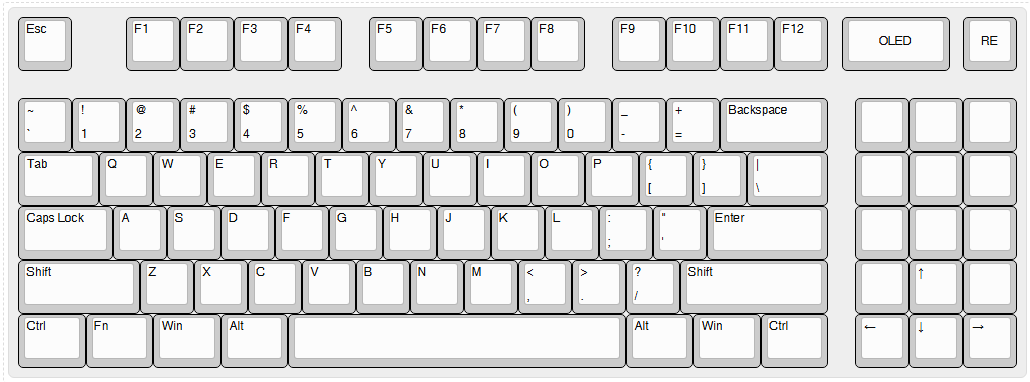 Esc F1 F2 F3 F4 F5 F6 F7 F8 F9 F10 F11 F12 OLED RE
~ ! @ # $ % ^ & * ( ) _ + Backspace
` 1 2 3 4 5 6 7 8 9 0 - =
Tab Q W E R T Y U I O P { } |
[ ] \
Caps Lock A S D F G H J K L : " Enter
; '
Shift Z X C V B N M < > ? Shift ↑
, . /
Ctrl Fn Win Alt Alt Win Ctrl ← ↓ →